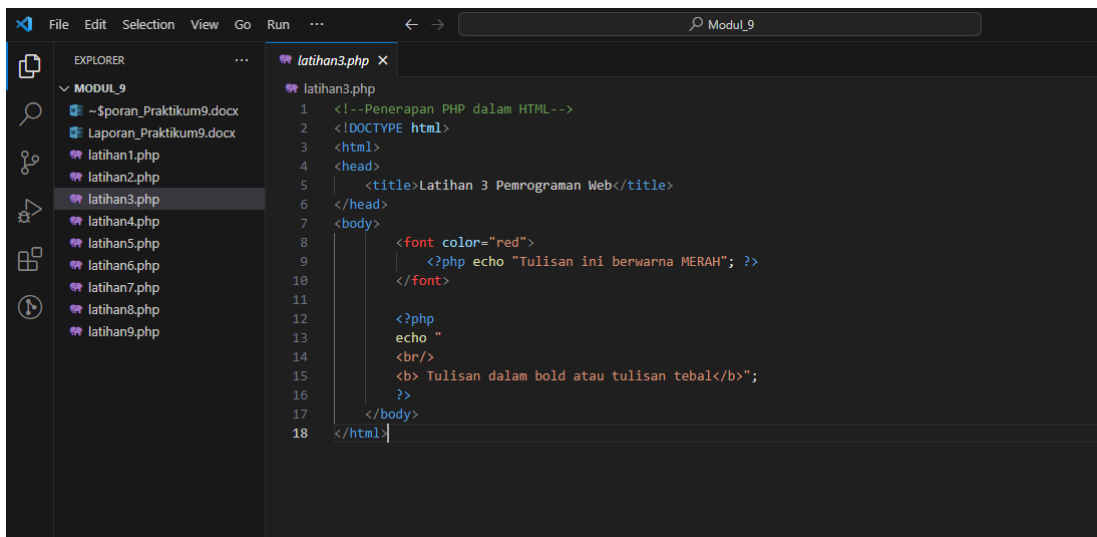 File Edit Selection View Go Run ··· ← → Modul_9
EXPLORER ···
MODUL_9
~$poran_Praktikum9.docx
Laporan_Praktikum9.docx
latihan1.php
latihan2.php
latihan3.php
latihan4.php
latihan5.php
latihan6.php
latihan7.php
latihan8.php
latihan9.php
latihan3.php ×
latihan3.php
1 <!--Penerapan PHP dalam HTML-->
2 <!DOCTYPE html>
3 <html>
4 <head>
5 <title>Latihan 3 Pemrograman Web</title>
6 </head>
7 <body>
8 <font color="red">
9 <?php echo "Tulisan ini berwarna MERAH"; ?>
10 </font>
11
12 <?php
13 echo "
14 <br/>
15 <b> Tulisan dalam bold atau tulisan tebal</b>";
16 ?>
17 </body>
18 </html>